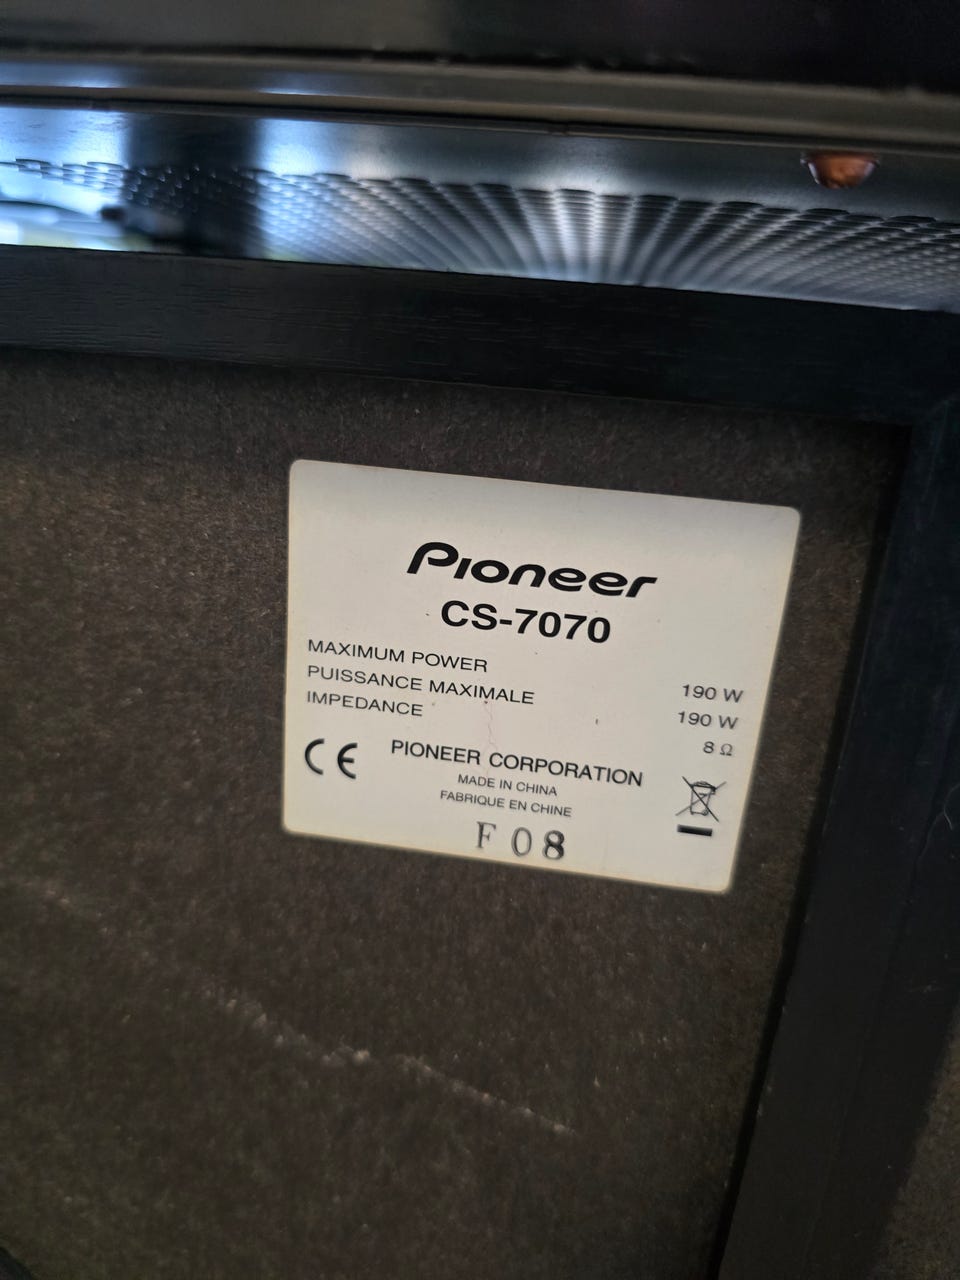 Pioneer
CS-7070
MAXIMUM POWER 190 W
PUISSANCE MAXIMALE 190 W
IMPEDANCE 8 Ω
CE PIONEER CORPORATION
MADE IN CHINA
FABRIQUE EN CHINE
F 08